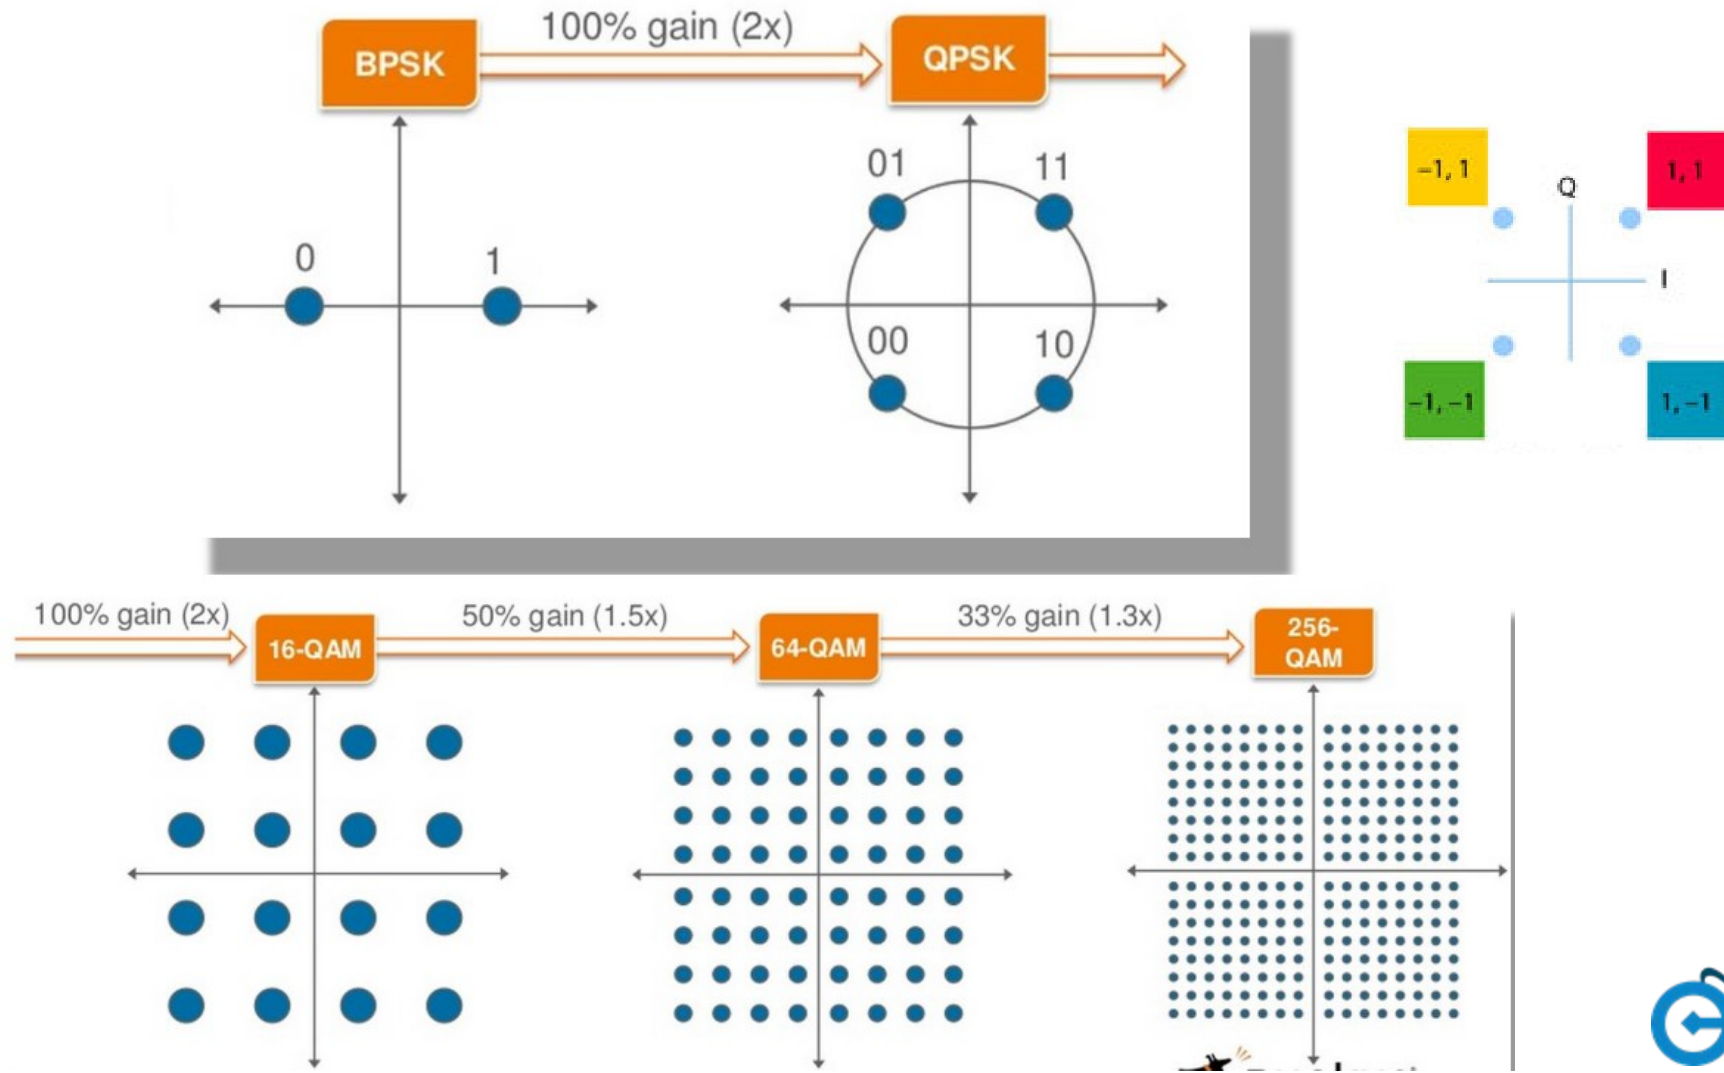 100% gain (2x)
BPSK
QPSK
01
11
0
1
00
10
–1, 1
1, 1
Q
I
–1, –1
1, –1
100% gain (2x)
50% gain (1.5x)
33% gain (1.3x)
16-QAM
64-QAM
256-
QAM